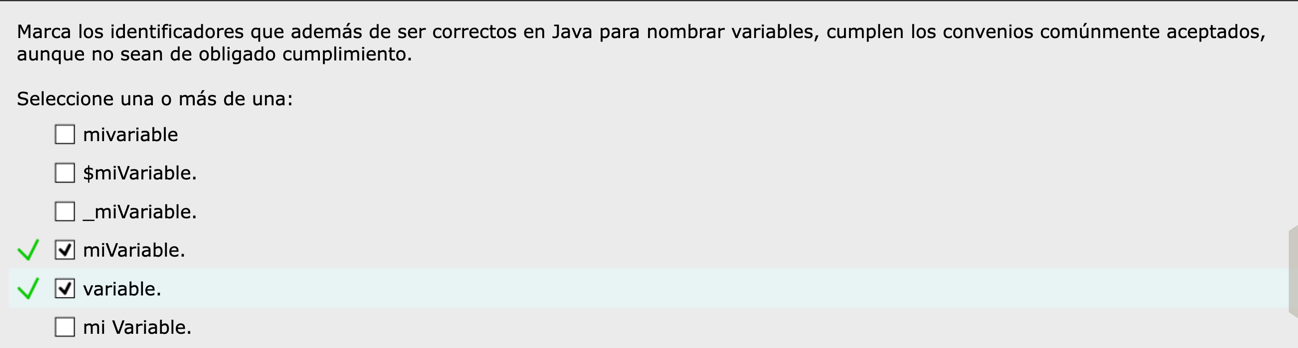 Marca los identificadores que además de ser correctos en Java para nombrar variables, cumplen los convenios comúnmente aceptados,
aunque no sean de obligado cumplimiento.
Seleccione una o más de una:
mivariable
$miVariable.
_miVariable.
miVariable.
variable.
mi Variable.